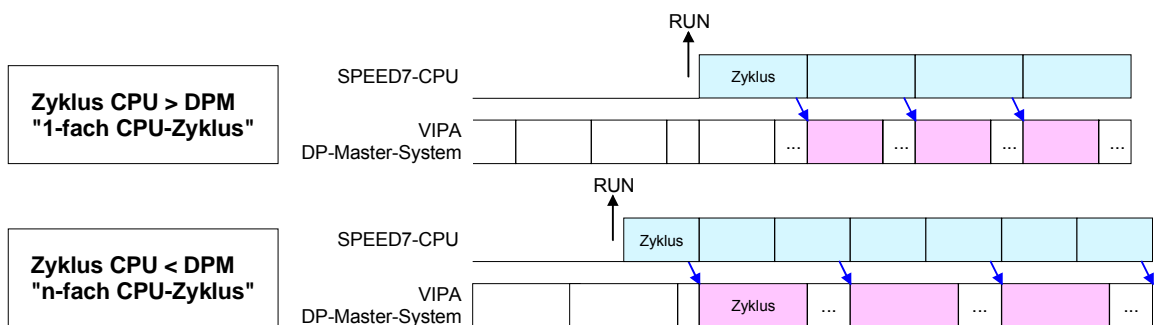 RUN
SPEED7-CPU
Zyklus
Zyklus CPU > DPM
"1-fach CPU-Zyklus"
VIPA
DP-Master-System
... ... ... ...
RUN
SPEED7-CPU
Zyklus
Zyklus CPU < DPM
"n-fach CPU-Zyklus"
VIPA
DP-Master-System
Zyklus ... ... ...